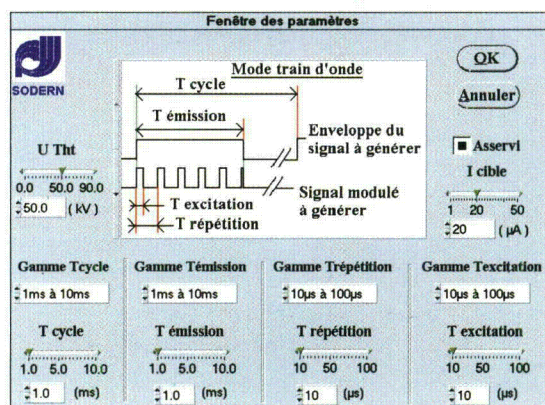 Fenêtre des paramètres
SODERN
Mode train d'onde
T cycle
T émission
Enveloppe du
signal à générer
Signal modulé
à générer
T excitation
T répétition
OK
Annuler
Asservi
U Tht
0.0 50.0 90.0
50.0 (kV)
I cible
1 20 50
20 (µA)
Gamme Tcycle Gamme Témission Gamme Trépétition Gamme Texcitation
1ms à 10ms 1ms à 10ms 10µs à 100µs 10µs à 100µs
T cycle T émission T répétition T excitation
1.0 5.0 10.0 1.0 5.0 10.0 10 50 100 10 50 100
1.0 (ms) 1.0 (ms) 10 (µs) 10 (µs)